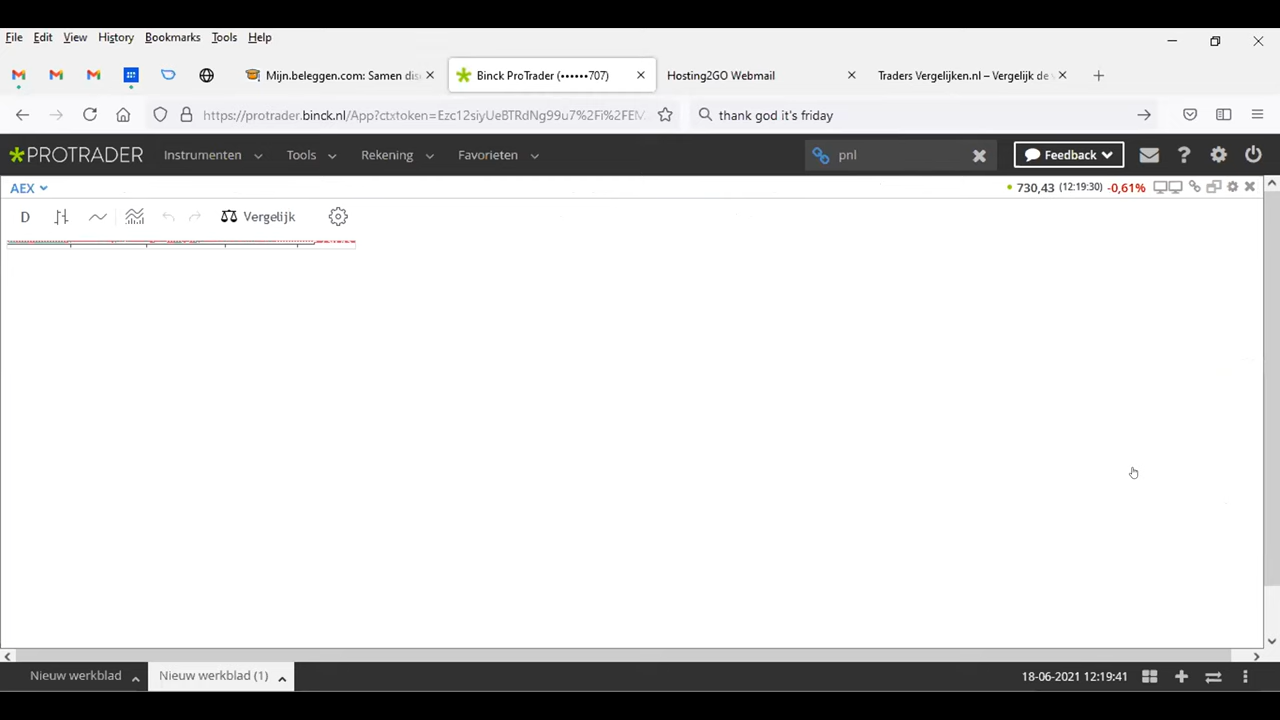 File Edit View History Bookmarks Tools Help
Mijn.beleggen.com: Samen dis Binck ProTrader (••••••707) Hosting2GO Webmail Traders Vergelijken.nl – Vergelijk de v
https://protrader.binck.nl/App?ctxtoken=Ezc12siyUeBTRdNg99u7%2Fi%2FEM thank god it's friday
PROTRADER Instrumenten Tools Rekening Favorieten pnl Feedback
AEX 730,43 (12:19:30) -0,61%
D Vergelijk
Nieuw werkblad Nieuw werkblad (1) 18-06-2021 12:19:41